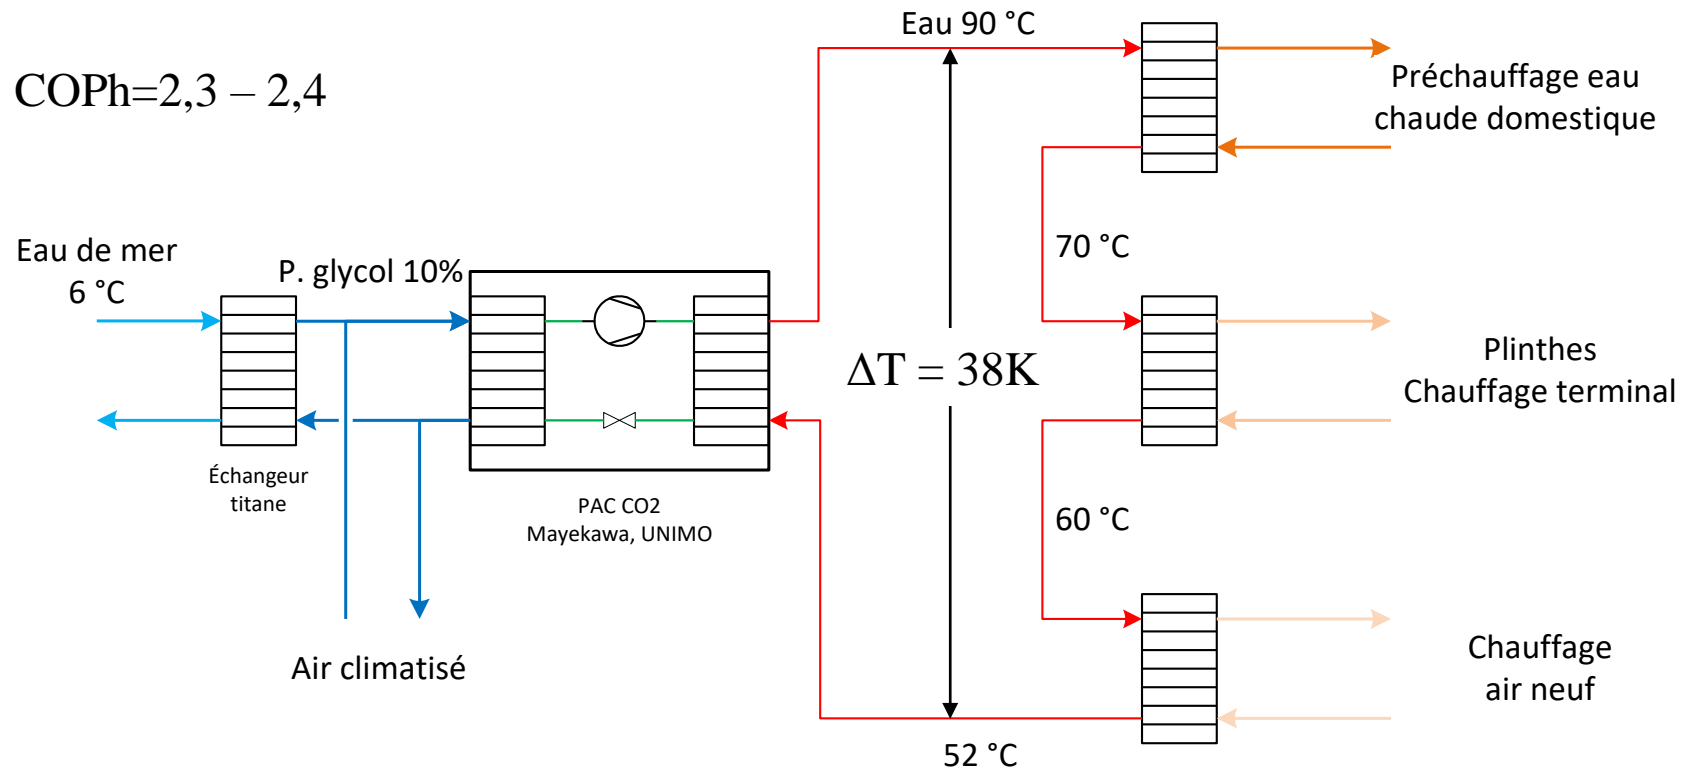 Eau 90 °C
COPh=2,3 – 2,4
Préchauffage eau
chaude domestique
Eau de mer
6 °C
P. glycol 10%
70 °C
ΔT = 38K
Plinthes
Chauffage terminal
Échangeur
titane
PAC CO2
Mayekawa, UNIMO
60 °C
Air climatisé
Chauffage
air neuf
52 °C